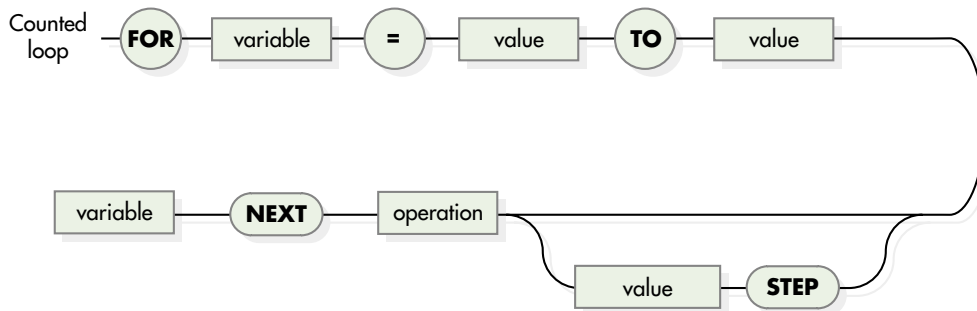 Counted
loop
FOR variable = value TO value
variable NEXT operation
value STEP